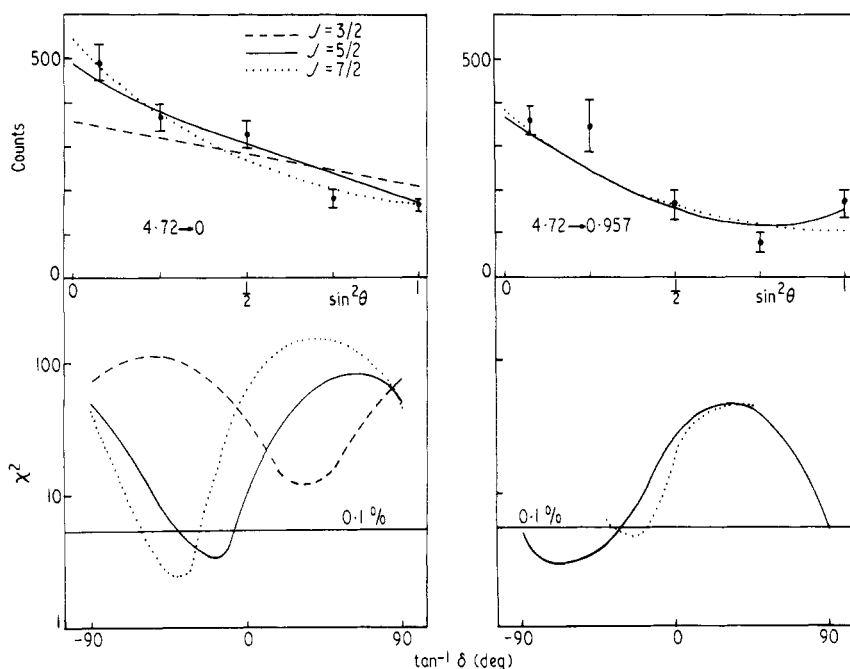 J = 3/2
J = 5/2
J = 7/2
500
0
Counts
4·72→0
0
1/2
sin²θ
1
500
0
4·72→0·957
0
1/2
sin²θ
1
100
10
1
χ²
0·1%
-90
0
90
0·1%
-90
0
90
tan⁻¹ δ (deg)